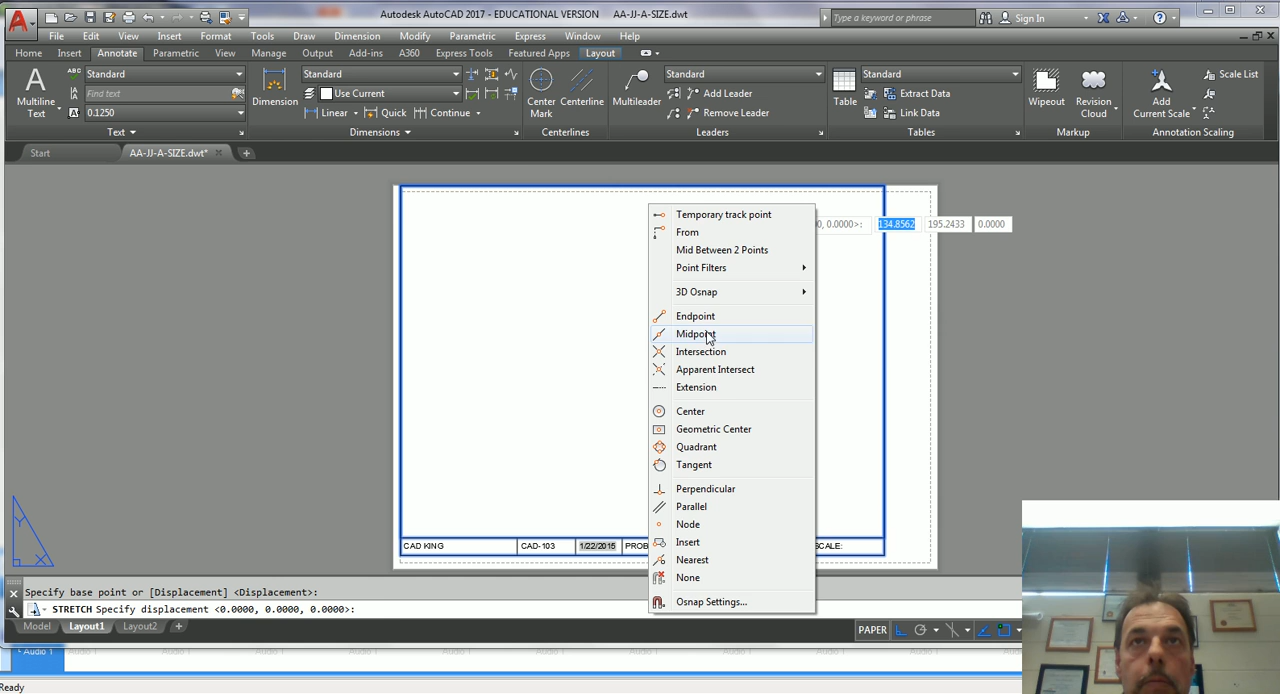 Autodesk AutoCAD 2017 - EDUCATIONAL VERSION AA-JJ-A-SIZE.dwt
Type a keyword or phrase
Sign In
File Edit View Insert Format Tools Draw Dimension Modify Parametric Express Window Help
Home Insert Annotate Parametric View Manage Output Add-ins A360 Express Tools Featured Apps Layout
Multiline Text
Standard
Find text
0.1250
Text
Dimension
Standard
Use Current
Linear Quick Continue
Dimensions
Center Mark
Centerline
Centerlines
Multileader
Standard
Add Leader
Remove Leader
Leaders
Table
Standard
Extract Data
Link Data
Tables
Wipeout
Revision Cloud
Markup
Add Current Scale
Scale List
Annotation Scaling
Start AA-JJ-A-SIZE.dwt*
Temporary track point
From
Mid Between 2 Points
Point Filters
3D Osnap
Endpoint
Midpoint
Intersection
Apparent Intersect
Extension
Center
Geometric Center
Quadrant
Tangent
Perpendicular
Parallel
Node
Insert
Nearest
None
Osnap Settings...
0, 0.0000>: 134.8562 195.2433 0.0000
CAD KING CAD-103 1/22/2015 PROB SCALE:
Y
X
Specify base point or [Displacement] <Displacement>:
STRETCH Specify displacement <0.0000, 0.0000, 0.0000>:
Model Layout1 Layout2
PAPER
Audio 1
Ready